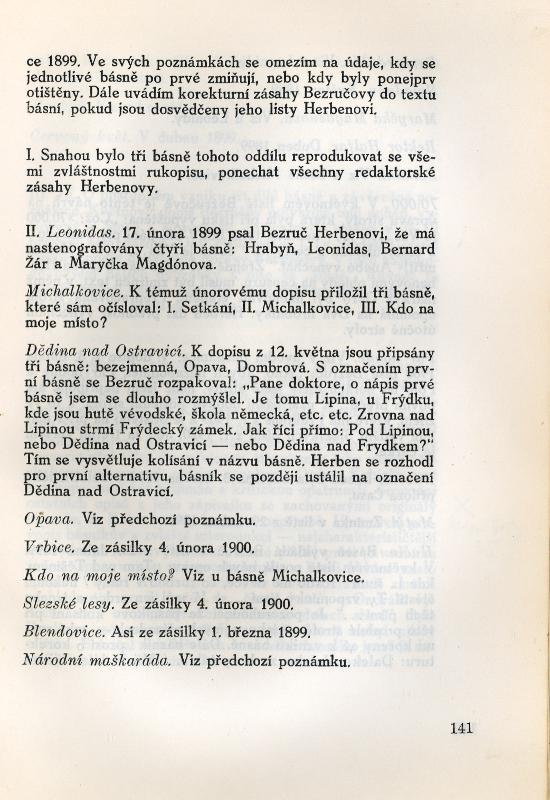 ce 1899. Ve svých poznámkách se omezím na údaje, kdy se
jednotlivé básně po prvé zmiňují, nebo kdy byly ponejprv
otištěny. Dále uvádím korekturní zásahy Bezručovy do textu
básní, pokud jsou dosvědčeny jeho listy Herbenovi.
I. Snahou bylo tři básně tohoto oddílu reprodukovat se vše-
mi zvláštnostmi rukopisu, ponechat všechny redaktorské
zásahy Herbenovy.
II. Leonidas. 17. února 1899 psal Bezruč Herbenovi, že má
nastenografovány čtyři básně: Hrabyň, Leonidas, Bernard
Žár a Maryčka Magdónova.
Michalkovice. K témuž únorovému dopisu přiložil tři básně,
které sám očísloval: I. Setkání, II. Michalkovice, III. Kdo na
moje místo?
Dědina nad Ostravicí. K dopisu z 12. května jsou připsány
tři básně: bezejmenná, Opava, Dombrová. S označením prv-
ní básně se Bezruč rozpakoval: „Pane doktore, o nápis prvé
básně jsem se dlouho rozmýšlel. Je tomu Lipina, u Frýdku,
kde jsou hutě vévodské, škola německá, etc. etc. Zrovna nad
Lipinou strmí Frýdecký zámek. Jak říci přímo: Pod Lipinou,
nebo Dědina nad Ostravicí — nebo Dědina nad Frydkem?"
Tím se vysvětluje kolísání v názvu básně. Herben se rozhodl
pro první alternativu, básník se později ustálil na označení
Dědina nad Ostravicí.
Opava. Viz předchozí poznámku.
Vrbice. Ze zásilky 4. února 1900.
Kdo na moje místo? Viz u básně Michalkovice.
Slezské lesy. Ze zásilky 4. února 1900.
Blendovice. Asi ze zásilky 1. března 1899.
Národní maškaráda. Viz předchozí poznámku.
141